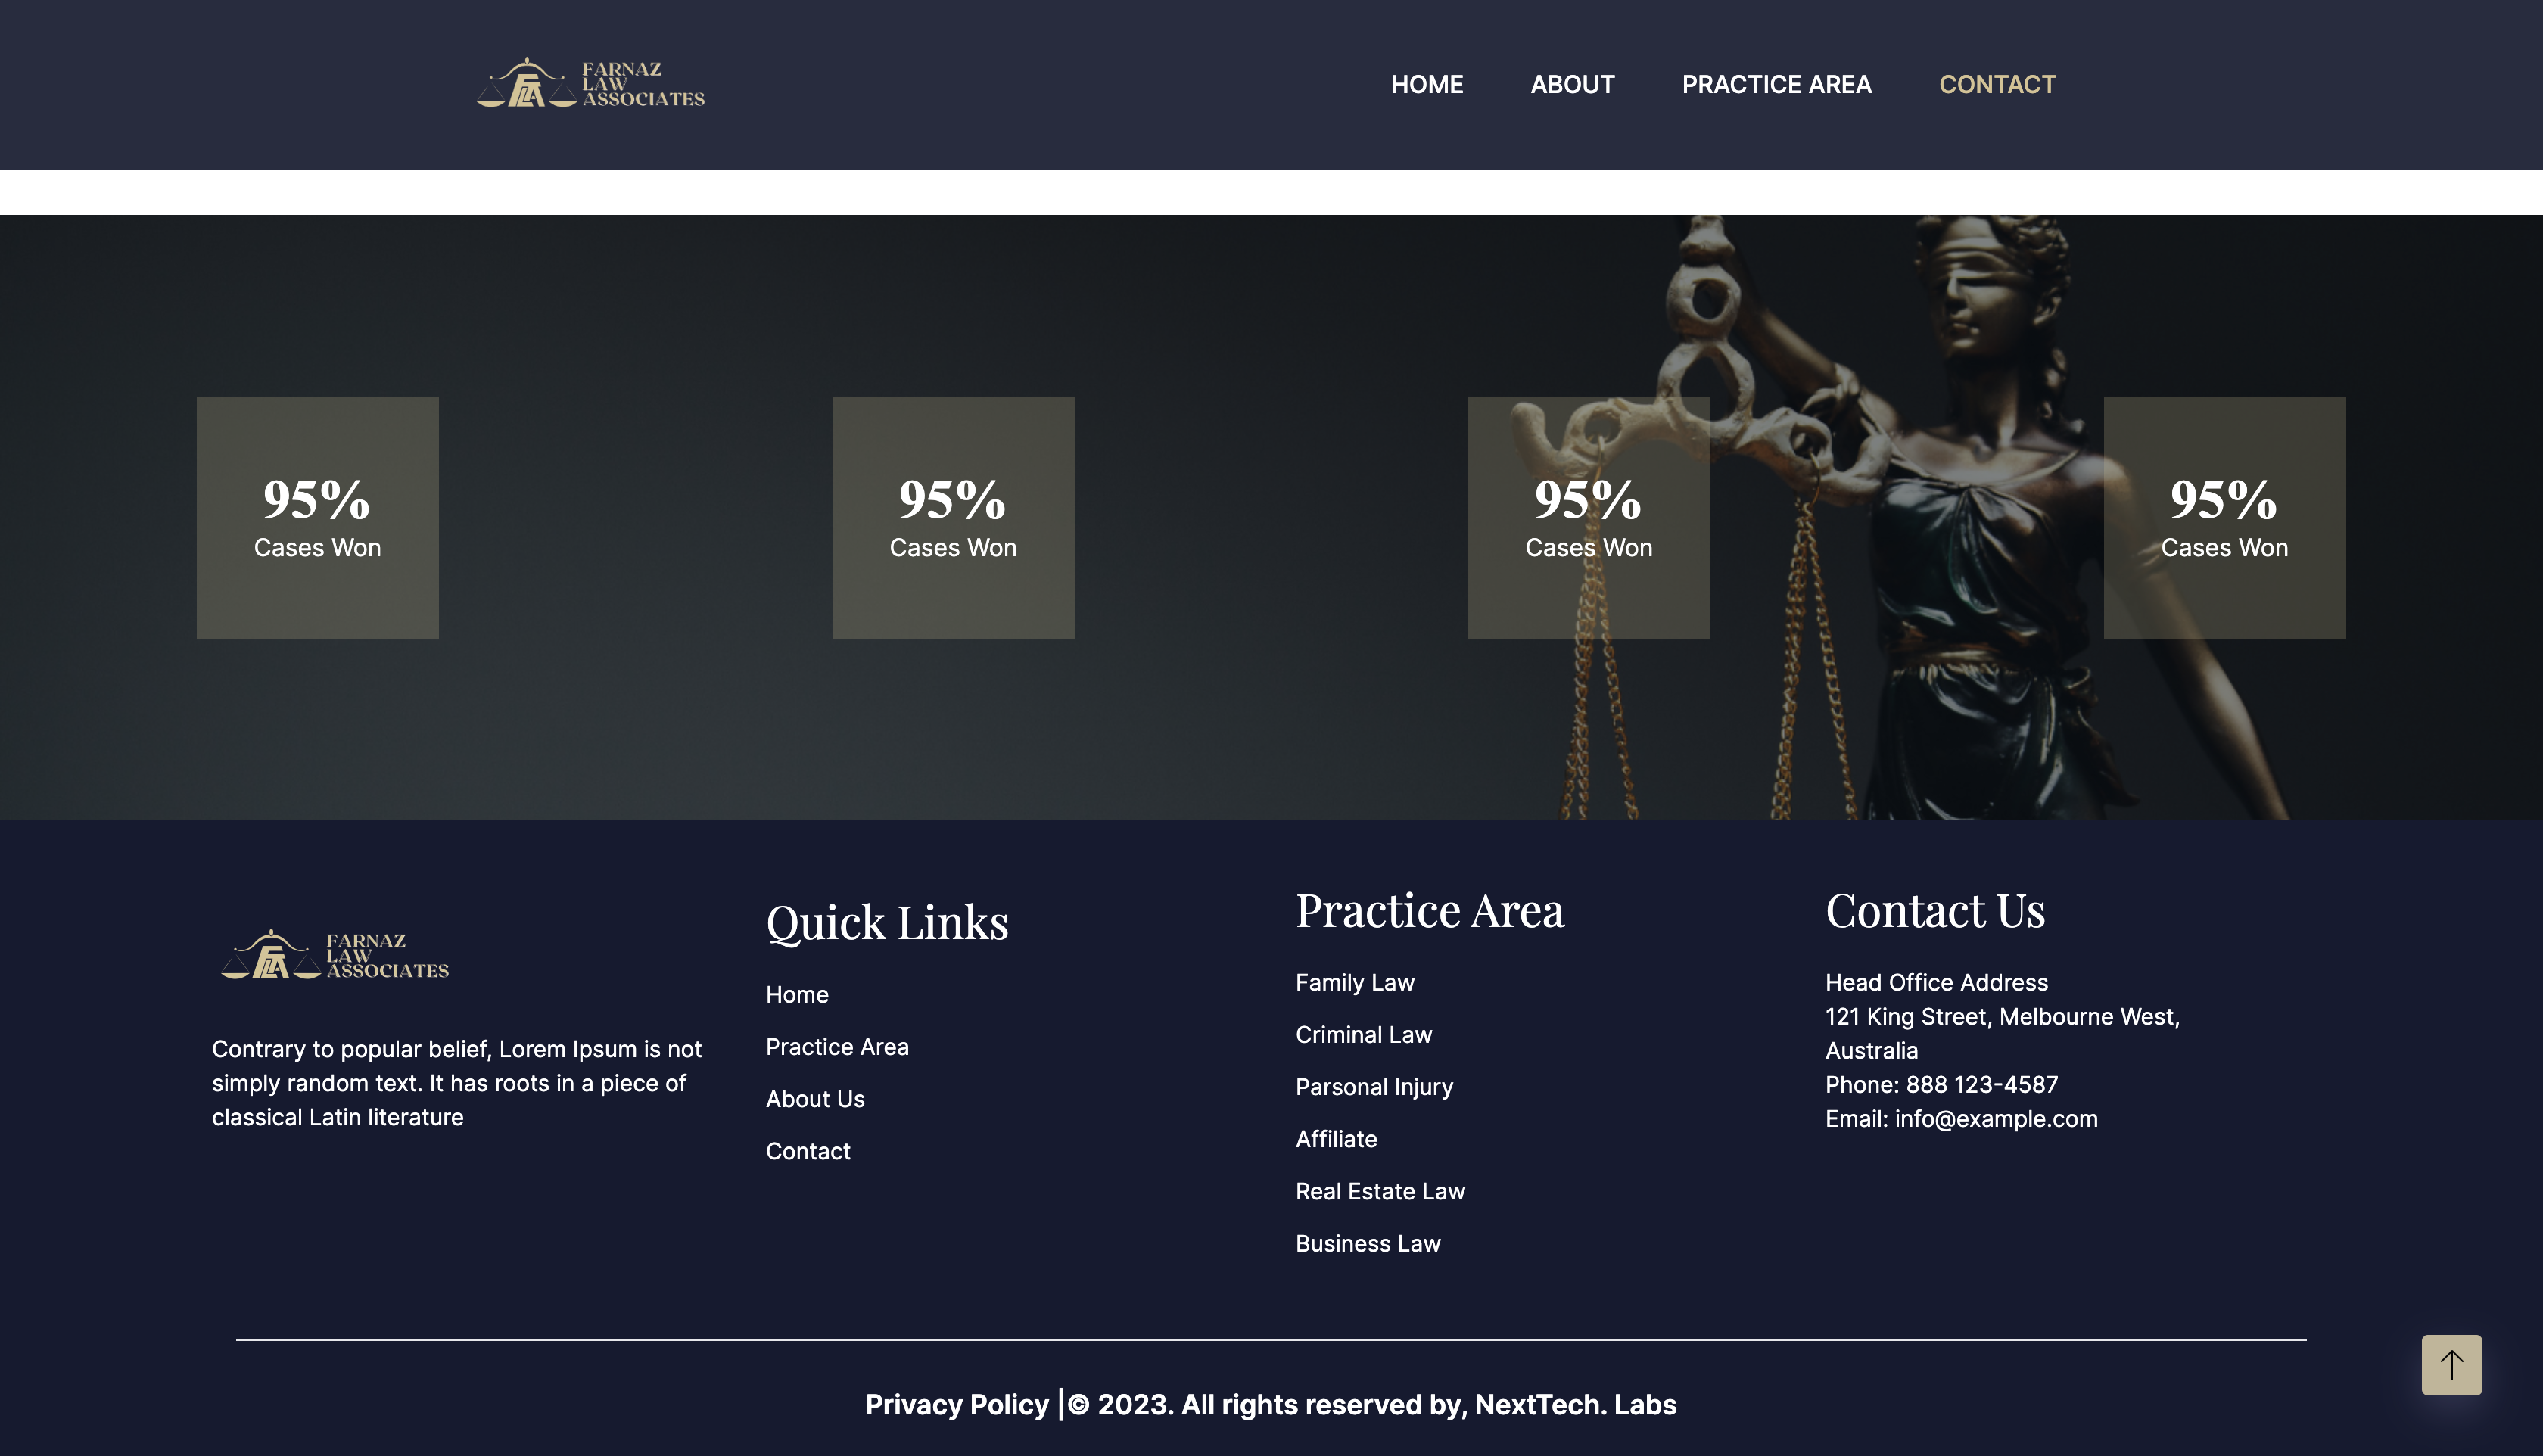 FARNAZ
LAW
ASSOCIATES
HOME
ABOUT
PRACTICE AREA
CONTACT
95%
Cases Won
95%
Cases Won
95%
Cases Won
95%
Cases Won
FARNAZ
LAW
ASSOCIATES
Contrary to popular belief, Lorem Ipsum is not
simply random text. It has roots in a piece of
classical Latin literature
Quick Links
Home
Practice Area
About Us
Contact
Practice Area
Family Law
Criminal Law
Parsonal Injury
Affiliate
Real Estate Law
Business Law
Contact Us
Head Office Address
121 King Street, Melbourne West,
Australia
Phone: 888 123-4587
Email: info@example.com
Privacy Policy |© 2023. All rights reserved by, NextTech. Labs